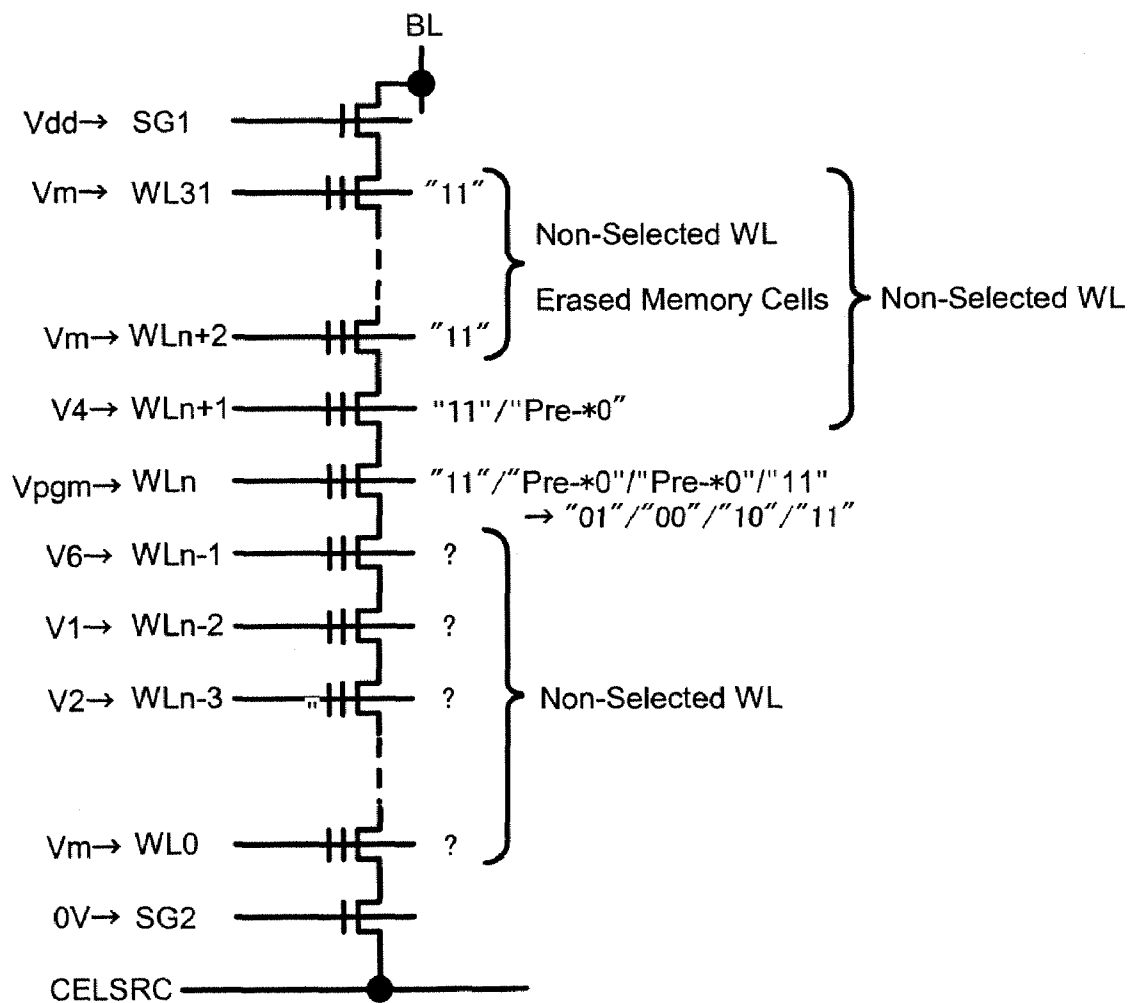 BL
Vdd→ SG1
Vm→ WL31 "11"
Non-Selected WL
Erased Memory Cells
Non-Selected WL
Vm→ WLn+2 "11"
V4→ WLn+1 "11"/"Pre-*0"
Vpgm→ WLn "11"/"Pre-*0"/"Pre-*0"/"11"
→ "01"/"00"/"10"/"11"
V6→ WLn-1 ?
V1→ WLn-2 ?
V2→ WLn-3 " ?
Non-Selected WL
Vm→ WL0 ?
0V→ SG2
CELSRC